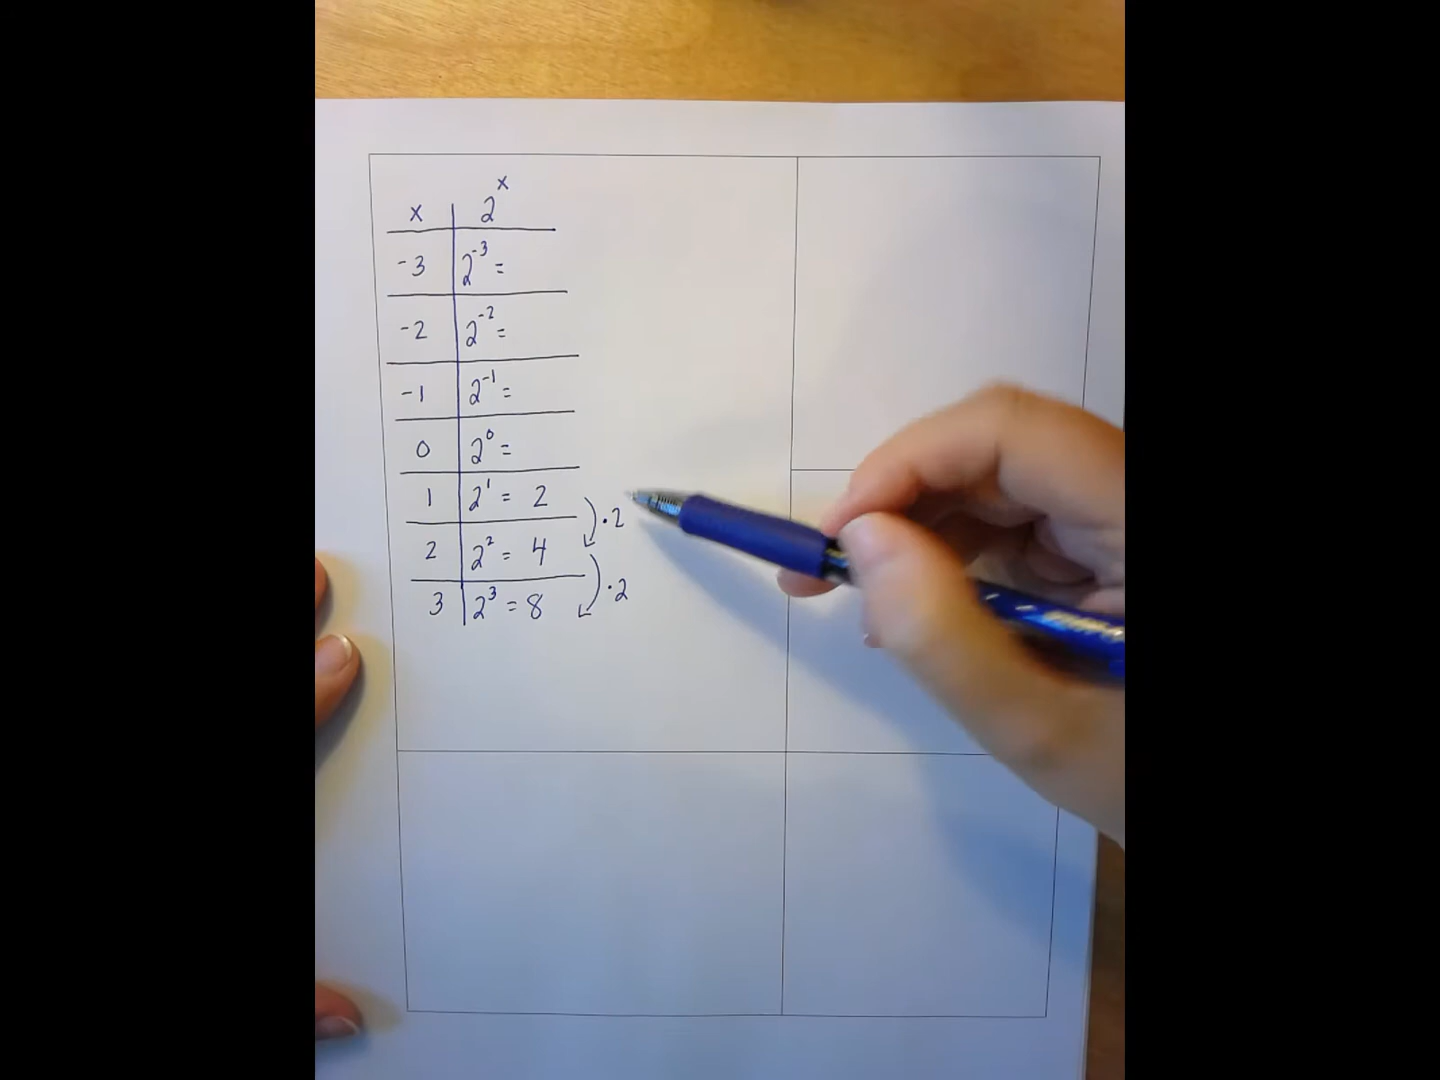 x 2^x
-3 2^-3 =
-2 2^-2 =
-1 2^-1 =
0 2^0 =
1 2^1 = 2
·2
2 2^2 = 4
·2
3 2^3 = 8